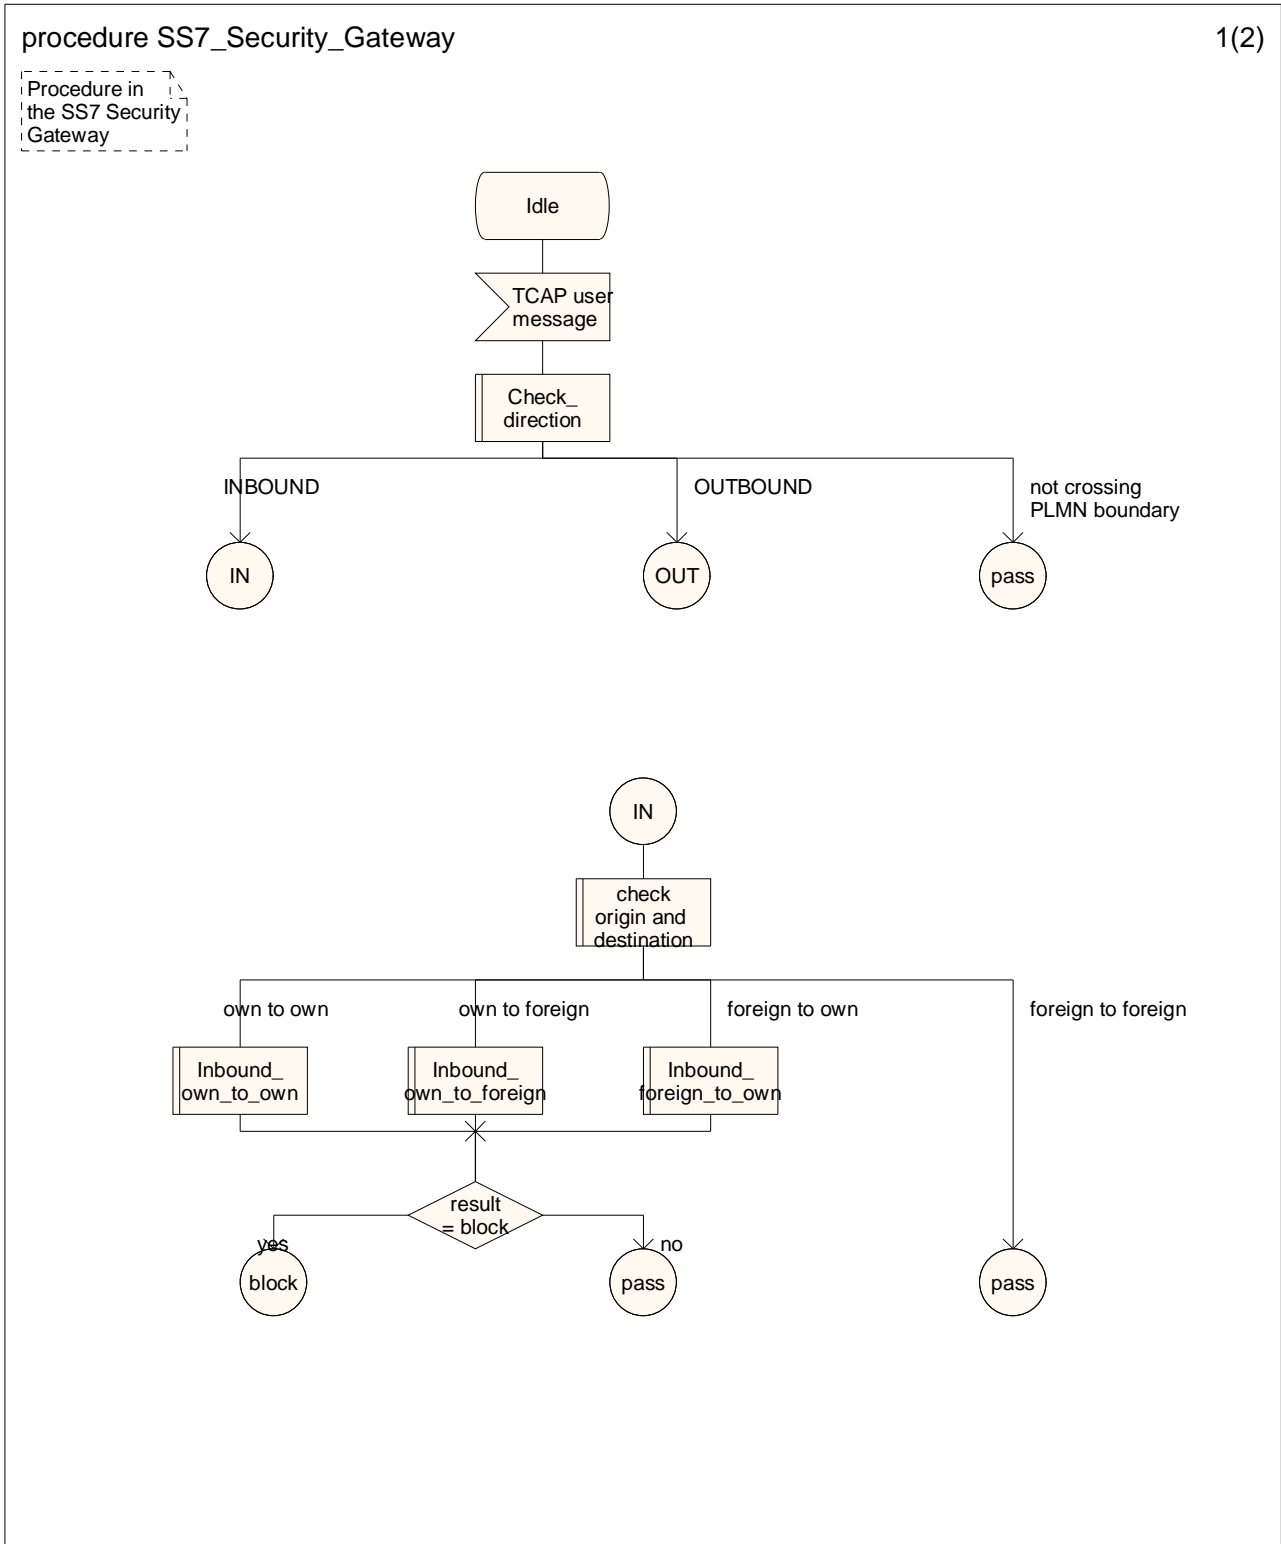 procedure SS7_Security_Gateway
1(2)
Procedure in
the SS7 Security
Gateway
Idle
TCAP user
message
Check_
direction
INBOUND
OUTBOUND
not crossing
PLMN boundary
IN
OUT
pass
IN
check
origin and
destination
own to own
own to foreign
foreign to own
foreign to foreign
Inbound_
own_to_own
Inbound_
own_to_foreign
Inbound_
foreign_to_own
result
= block
yes
no
block
pass
pass